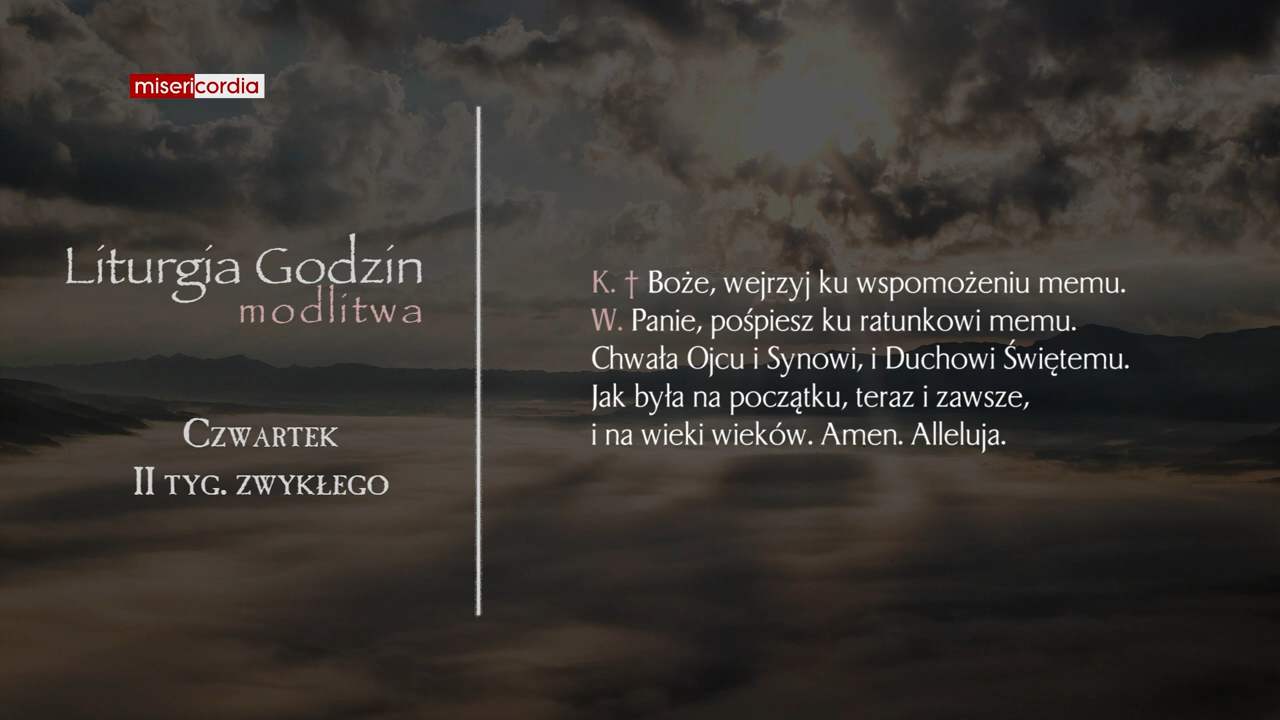 misericordia
Liturgia Godzin
modlitwa
Czwartek
II tyg. zwykłego
K. † Boże, wejrzyj ku wspomożeniu memu.
W. Panie, pośpiesz ku ratunkowi memu.
Chwała Ojcu i Synowi, i Duchowi Świętemu.
Jak była na początku, teraz i zawsze,
i na wieki wieków. Amen. Alleluja.